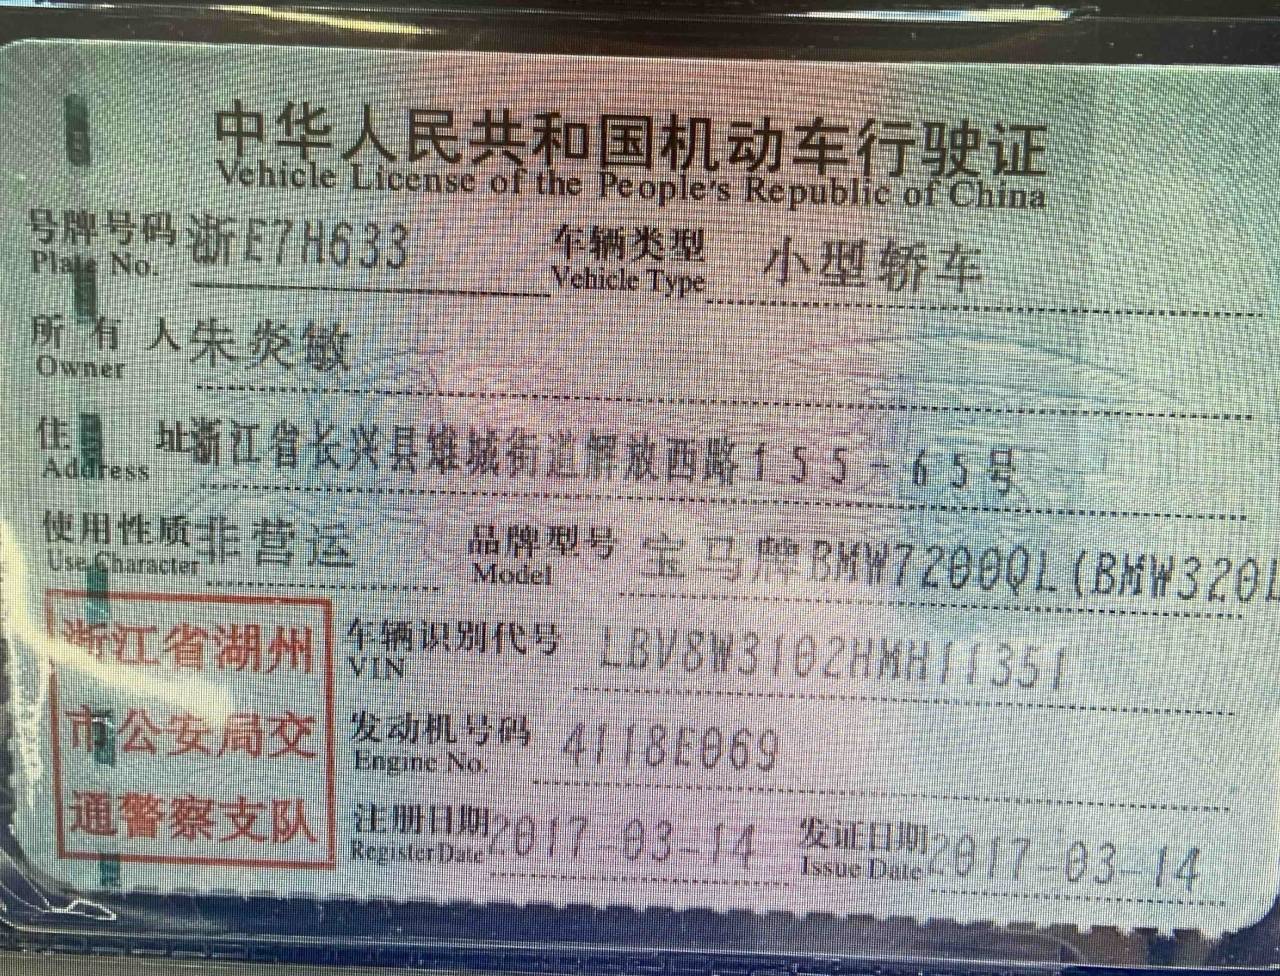 中华人民共和国机动车行驶证
Vehicle License of the People's Republic of China
号牌号码 浙E7H633 车辆类型 小型轿车
Plate No. Vehicle Type
所有人 朱炎敏
Owner
住址 浙江省长兴县雉城街道解放西路155-65号
Address
使用性质 非营运 品牌型号 宝马牌BMW7200QL(BMW320L
Use Character Model
浙江省湖州
市公安局交
通警察支队
车辆识别代号 LBV8W3102HMH11351
VIN
发动机号码 4118E069
Engine No.
注册日期 2017-03-14 发证日期 2017-03-14
Register Date Issue Date